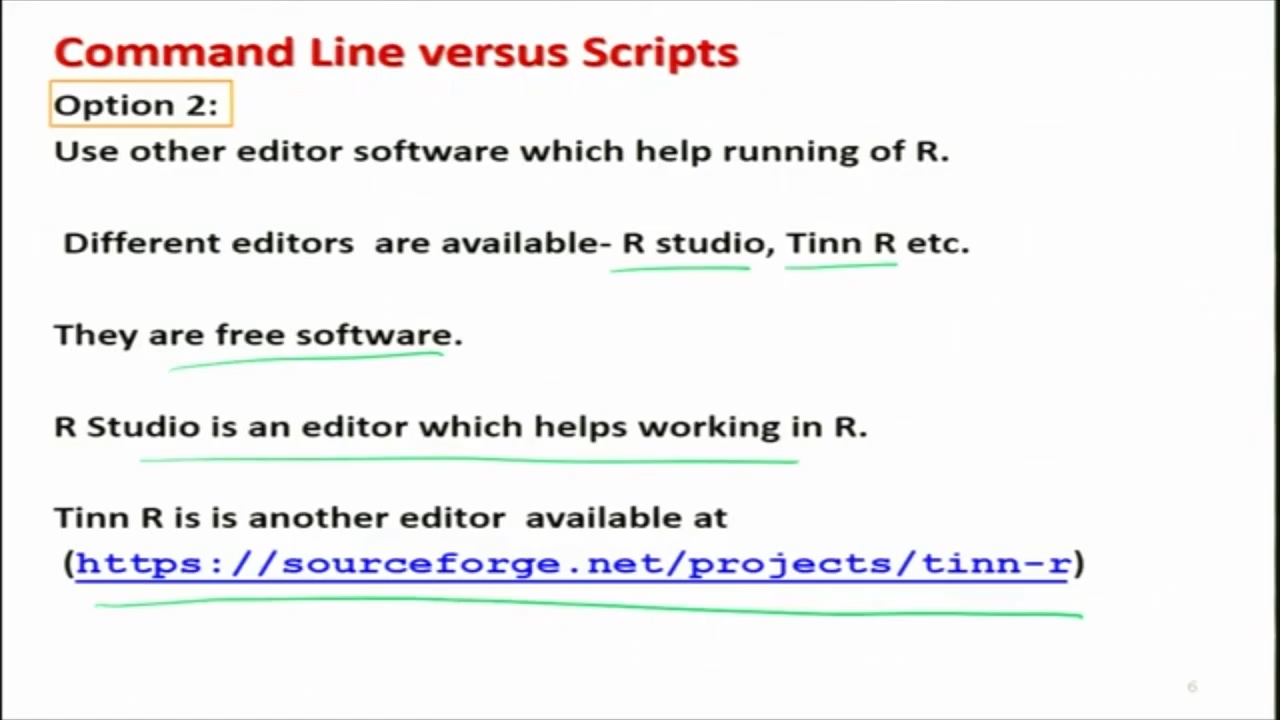 Command Line versus Scripts
Option 2:
Use other editor software which help running of R.
Different editors are available- R studio, Tinn R etc.
They are free software.
R Studio is an editor which helps working in R.
Tinn R is is another editor available at
(https://sourceforge.net/projects/tinn-r)
6